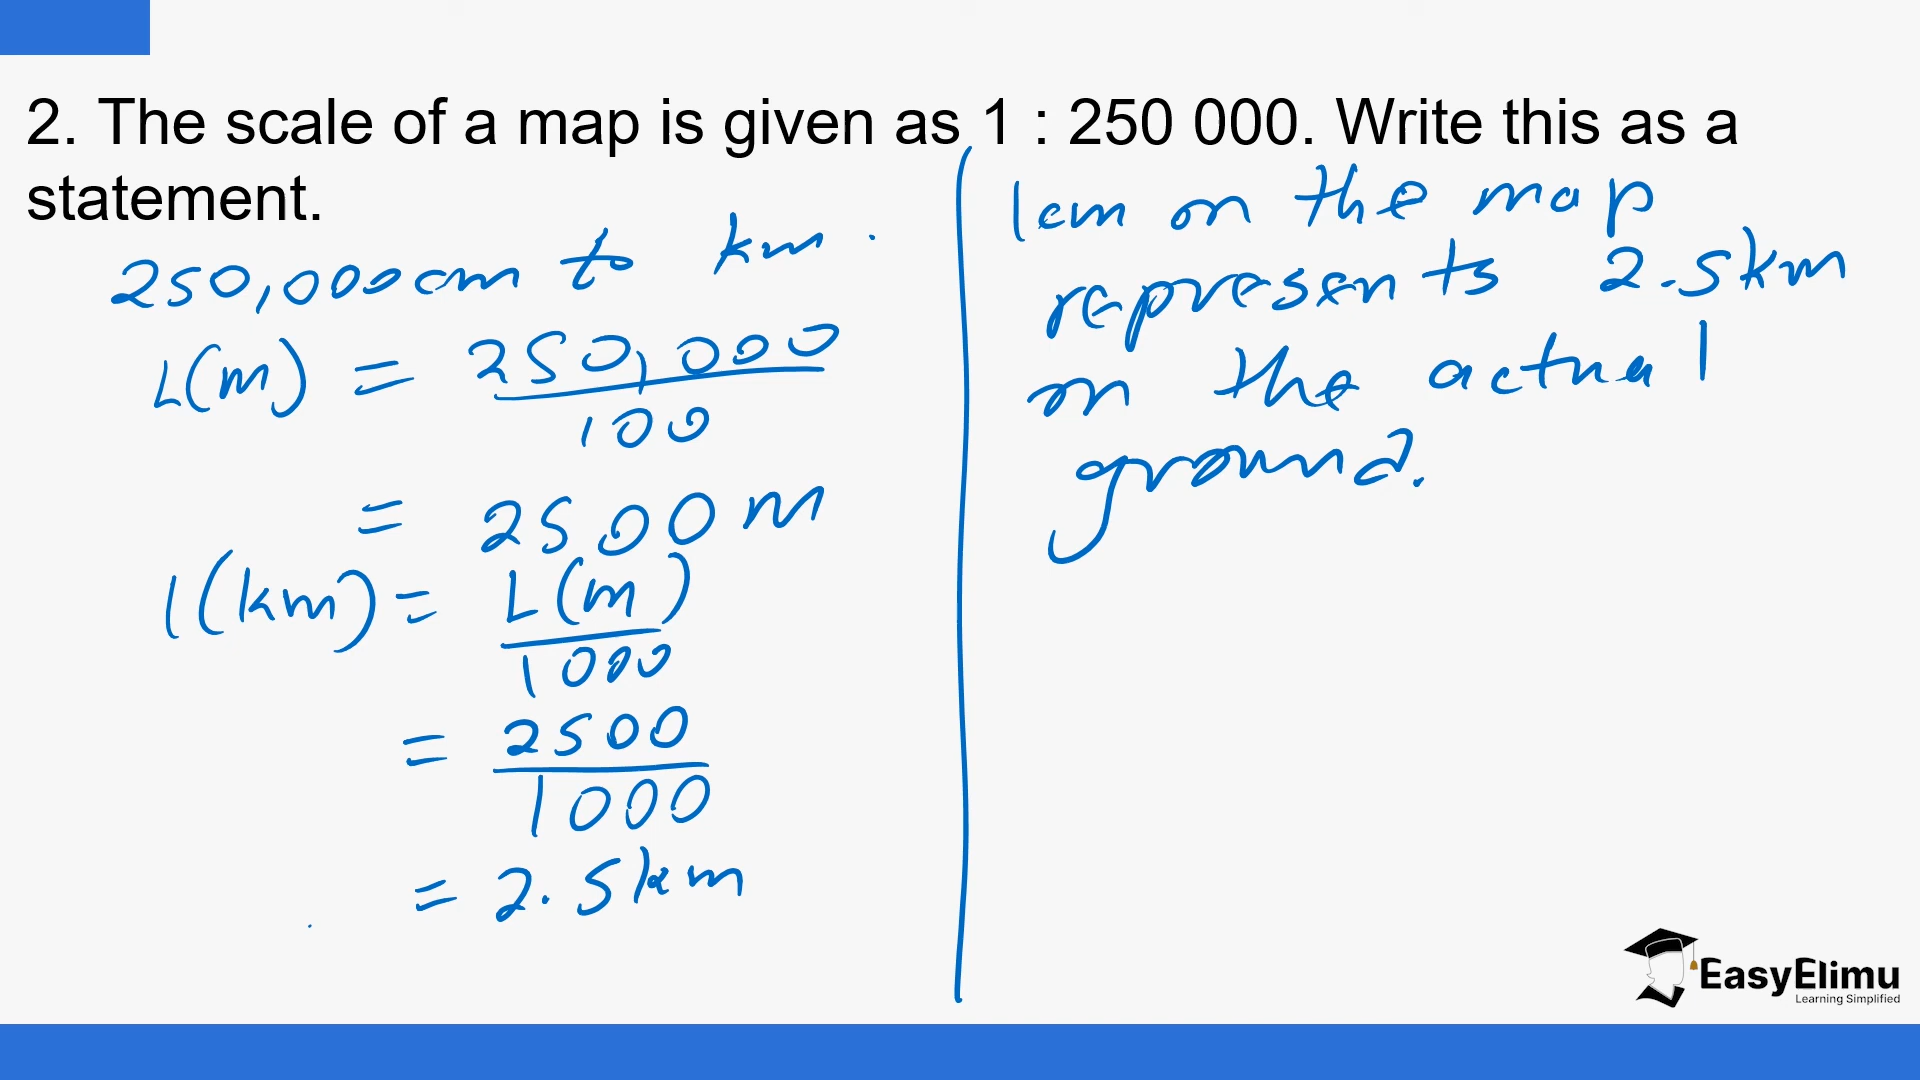 2. The scale of a map is given as 1 : 250 000. Write this as a
statement.
250,000cm to km.
L(m) = 250,000
100
= 2500 m
L(km) = L(m)
1000
= 2500
1000
= 2.5km
1cm on the map
represents 2.5km
on the actual
ground.
EasyElimu
Learning Simplified